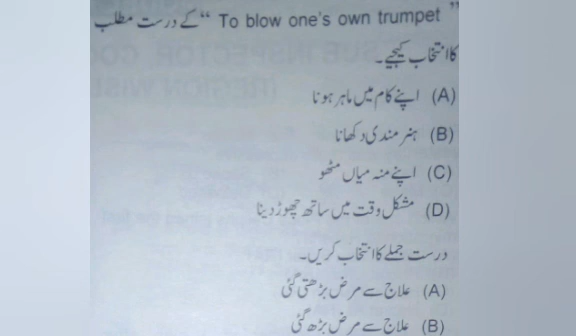 ” To blow one's own trumpet “ کے درست مطلب
کا انتخاب کیجیے۔
(A) اپنے کام میں ماہر ہونا
(B) ہنر مندی دکھانا
(C) اپنے منہ میاں مٹھو
(D) مشکل وقت میں ساتھ چھوڑ دینا
درست جملے کا انتخاب کریں۔
(A) علاج سے مرض بڑھتی گئی
(B) علاج سے مرض بڑھ گئی